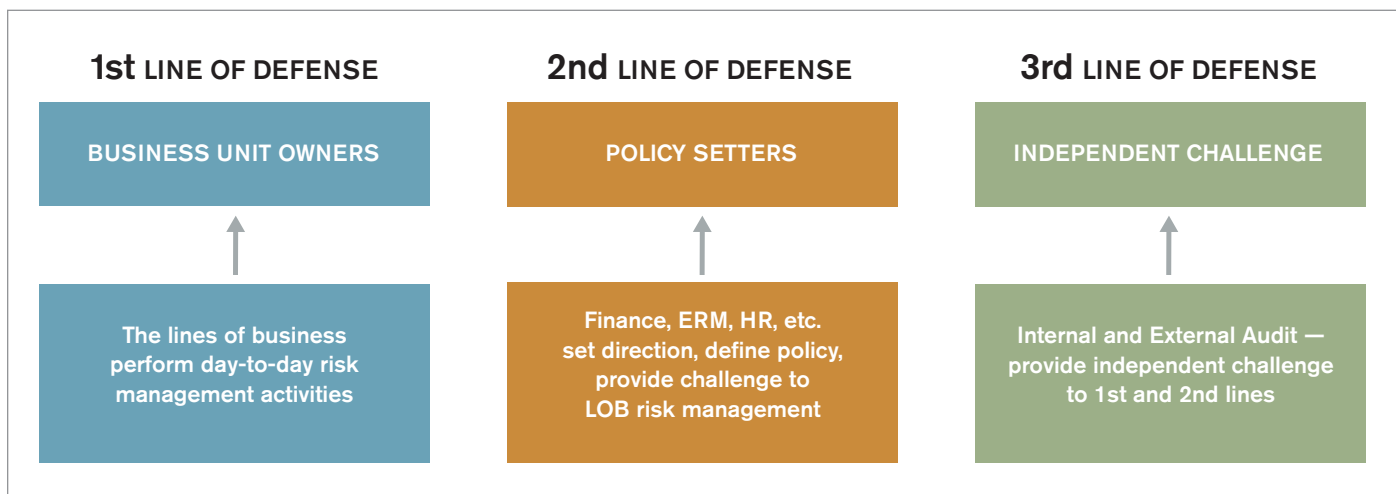 1st LINE OF DEFENSE
BUSINESS UNIT OWNERS
The lines of business
perform day-to-day risk
management activities
2nd LINE OF DEFENSE
POLICY SETTERS
Finance, ERM, HR, etc.
set direction, define policy,
provide challenge to
LOB risk management
3rd LINE OF DEFENSE
INDEPENDENT CHALLENGE
Internal and External Audit —
provide independent challenge
to 1st and 2nd lines